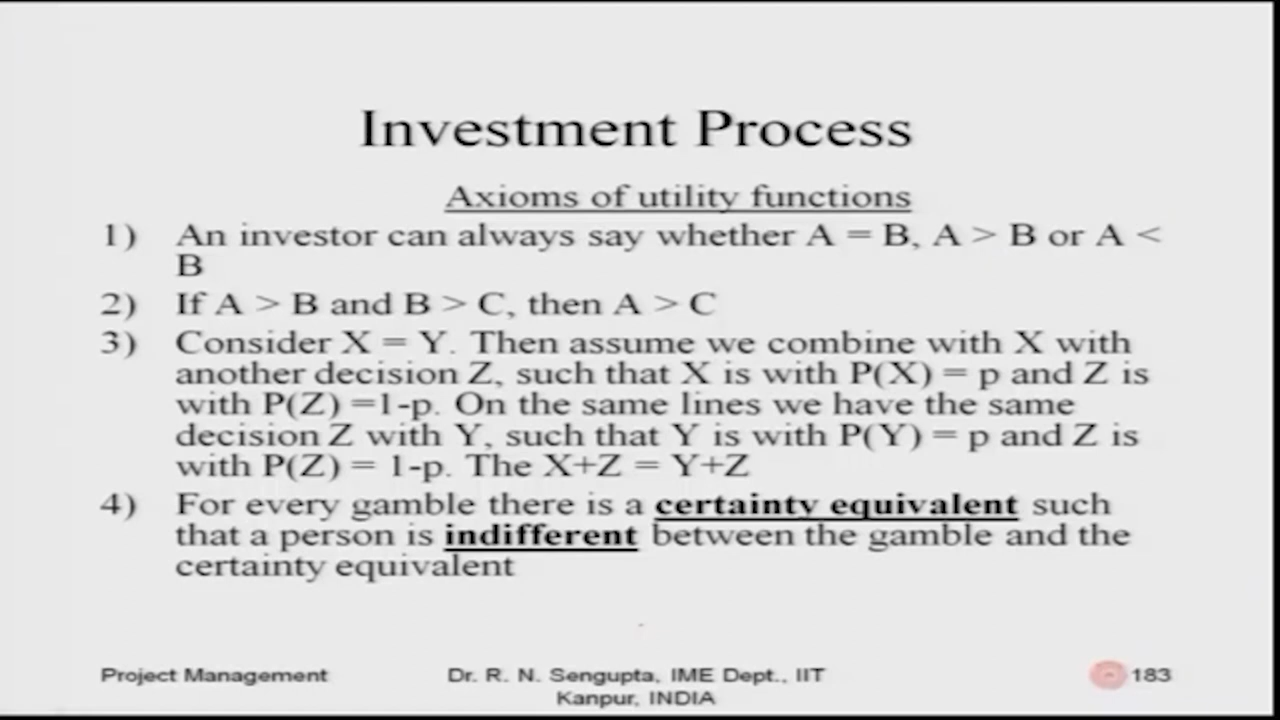 Investment Process
Axioms of utility functions
1) An investor can always say whether A = B, A > B or A <
B
2) If A > B and B > C, then A > C
3) Consider X = Y. Then assume we combine with X with
another decision Z, such that X is with P(X) = p and Z is
with P(Z) =1-p. On the same lines we have the same
decision Z with Y, such that Y is with P(Y) = p and Z is
with P(Z) = 1-p. The X+Z = Y+Z
4) For every gamble there is a certainty equivalent such
that a person is indifferent between the gamble and the
certainty equivalent
Project Management
Dr. R. N. Sengupta, IME Dept., IIT
Kanpur, INDIA
183